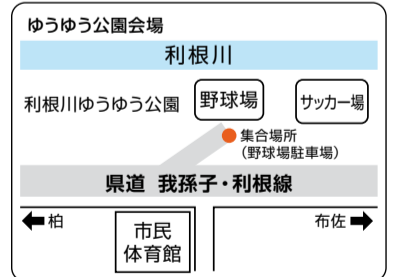 ゆうゆう公園会場
利根川
利根川ゆうゆう公園
野球場
サッカー場
集合場所
(野球場駐車場)
県道 我孫子・利根線
柏
市民
体育館
布佐